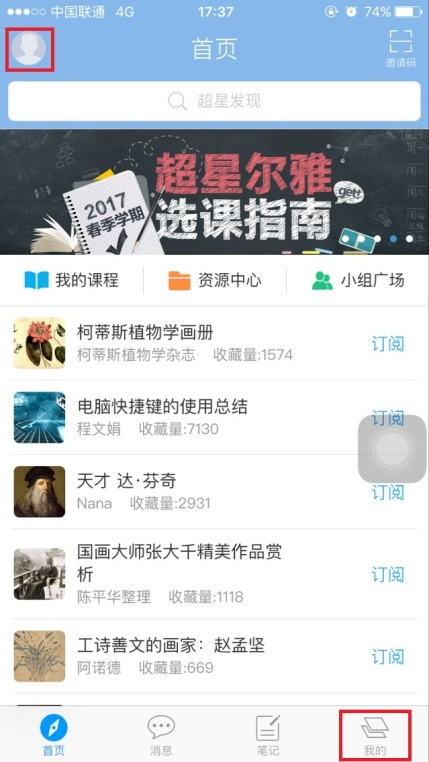 中国联通 4G 17:37 74%
首页
邀请码
超星发现
超星尔雅
选课指南
2017
春季学期
get!
我的课程 资源中心 小组广场
柯蒂斯植物学画册
柯蒂斯植物学杂志 收藏量:1574
订阅
电脑快捷键的使用总结
程文娟 收藏量:7130
订阅
天才 达·芬奇
Nana 收藏量:2931
订阅
国画大师张大千精美作品赏
析
陈平华整理 收藏量:1118
订阅
工诗善文的画家：赵孟坚
阿诺德 收藏量:669
订阅
首页 消息 笔记 我的